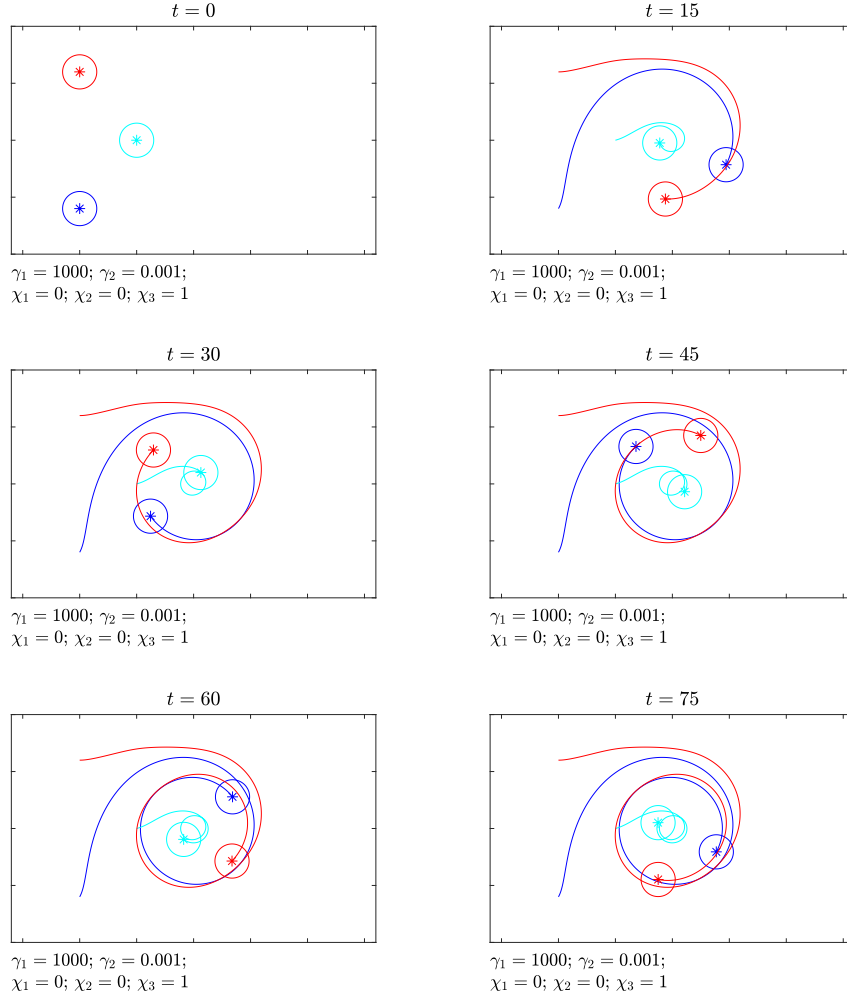 t = 0
γ₁ = 1000; γ₂ = 0.001;
χ₁ = 0; χ₂ = 0; χ₃ = 1
t = 15
γ₁ = 1000; γ₂ = 0.001;
χ₁ = 0; χ₂ = 0; χ₃ = 1
t = 30
γ₁ = 1000; γ₂ = 0.001;
χ₁ = 0; χ₂ = 0; χ₃ = 1
t = 45
γ₁ = 1000; γ₂ = 0.001;
χ₁ = 0; χ₂ = 0; χ₃ = 1
t = 60
γ₁ = 1000; γ₂ = 0.001;
χ₁ = 0; χ₂ = 0; χ₃ = 1
t = 75
γ₁ = 1000; γ₂ = 0.001;
χ₁ = 0; χ₂ = 0; χ₃ = 1